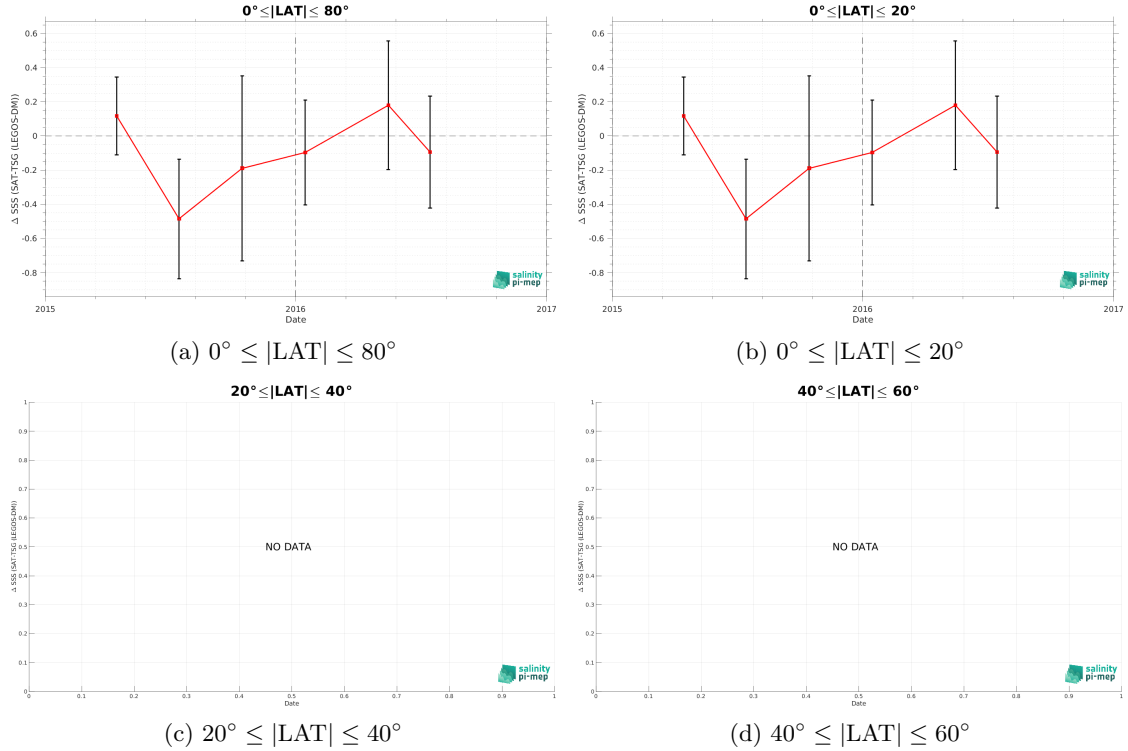 0°≤|LAT|≤ 80°
Δ SSS (SAT-TSG (LEGOS-DM))
0.6
0.4
0.2
0
-0.2
-0.4
-0.6
-0.8
2015
2016
2017
Date
salinity
pi-mep
(a) 0° ≤ |LAT| ≤ 80°
0°≤|LAT|≤ 20°
Δ SSS (SAT-TSG (LEGOS-DM))
0.6
0.4
0.2
0
-0.2
-0.4
-0.6
-0.8
2015
2016
2017
Date
salinity
pi-mep
(b) 0° ≤ |LAT| ≤ 20°
20°≤|LAT|≤ 40°
Δ SSS (SAT-TSG (LEGOS-DM))
1
0.9
0.8
0.7
0.6
0.5
0.4
0.3
0.2
0.1
0
NO DATA
0 0.1 0.2 0.3 0.4 0.5 0.6 0.7 0.8 0.9 1
Date
salinity
pi-mep
(c) 20° ≤ |LAT| ≤ 40°
40°≤|LAT|≤ 60°
Δ SSS (SAT-TSG (LEGOS-DM))
1
0.9
0.8
0.7
0.6
0.5
0.4
0.3
0.2
0.1
0
NO DATA
0 0.1 0.2 0.3 0.4 0.5 0.6 0.7 0.8 0.9 1
Date
salinity
pi-mep
(d) 40° ≤ |LAT| ≤ 60°